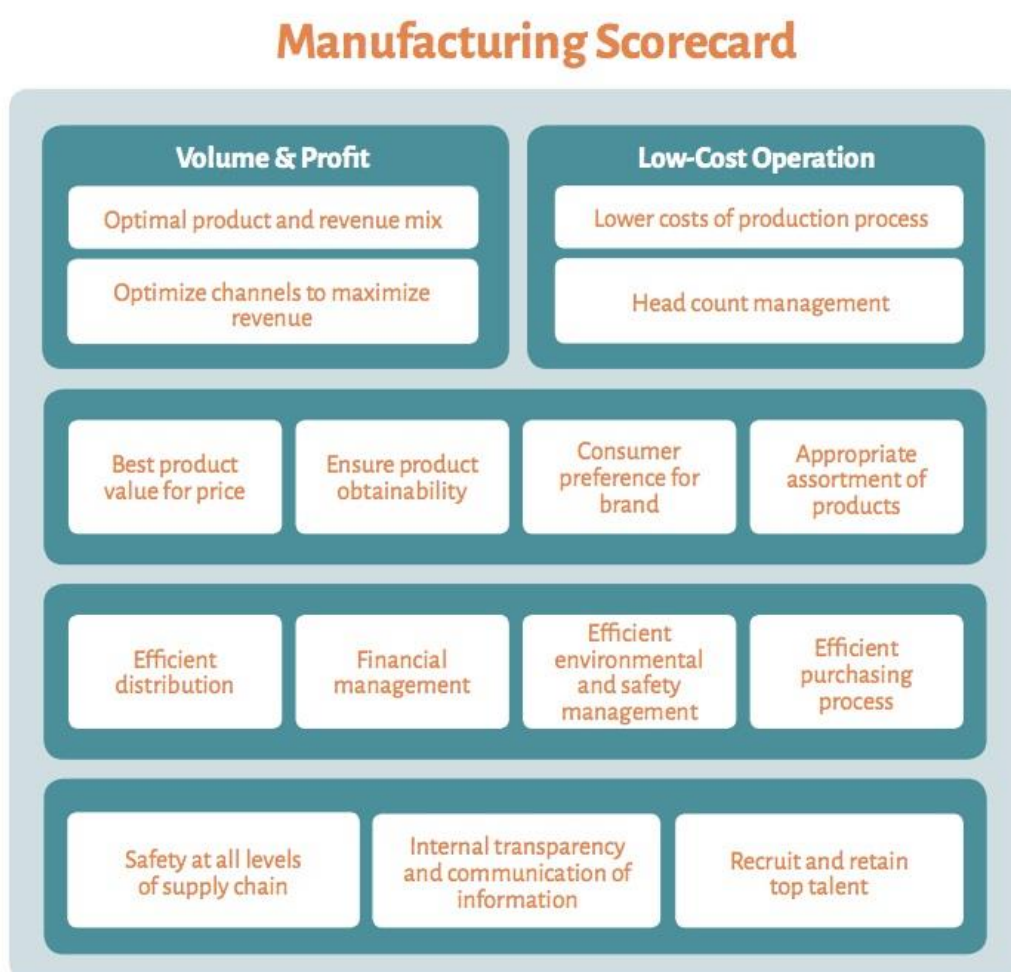 Manufacturing Scorecard
Volume & Profit
Optimal product and revenue mix
Optimize channels to maximize
revenue
Low-Cost Operation
Lower costs of production process
Head count management
Best product
value for price
Ensure product
obtainability
Consumer
preference for
brand
Appropriate
assortment of
products
Efficient
distribution
Financial
management
Efficient
environmental
and safety
management
Efficient
purchasing
process
Safety at all levels
of supply chain
Internal transparency
and communication of
information
Recruit and retain
top talent